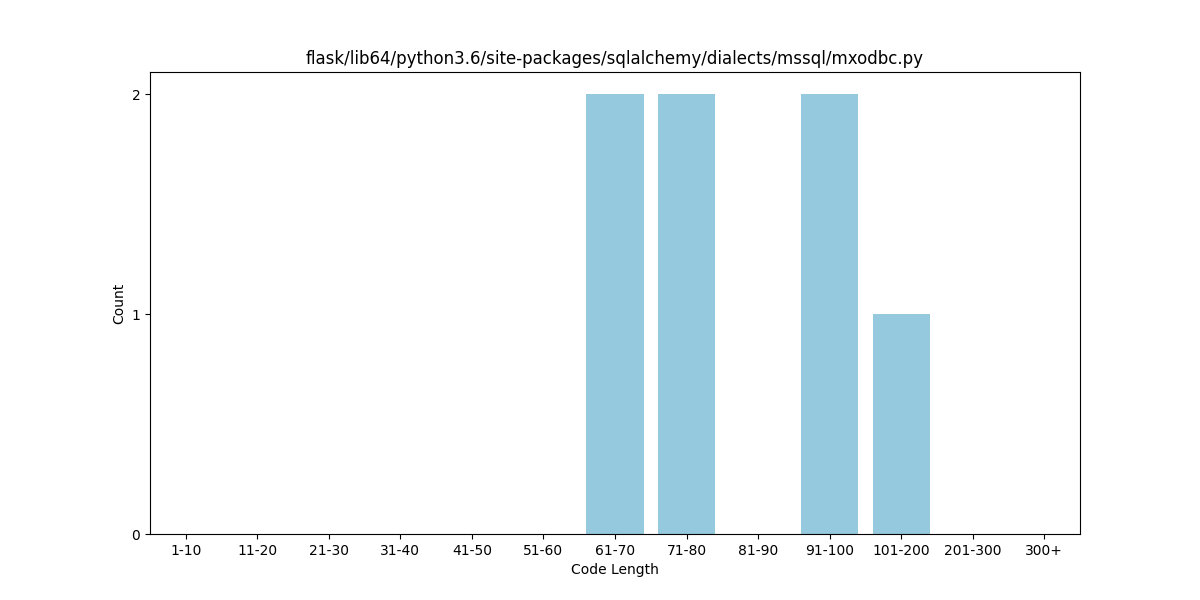 flask/lib64/python3.6/site-packages/sqlalchemy/dialects/mssql/mxodbc.py
2
1
0
Count
1-10 11-20 21-30 31-40 41-50 51-60 61-70 71-80 81-90 91-100 101-200 201-300 300+
Code Length